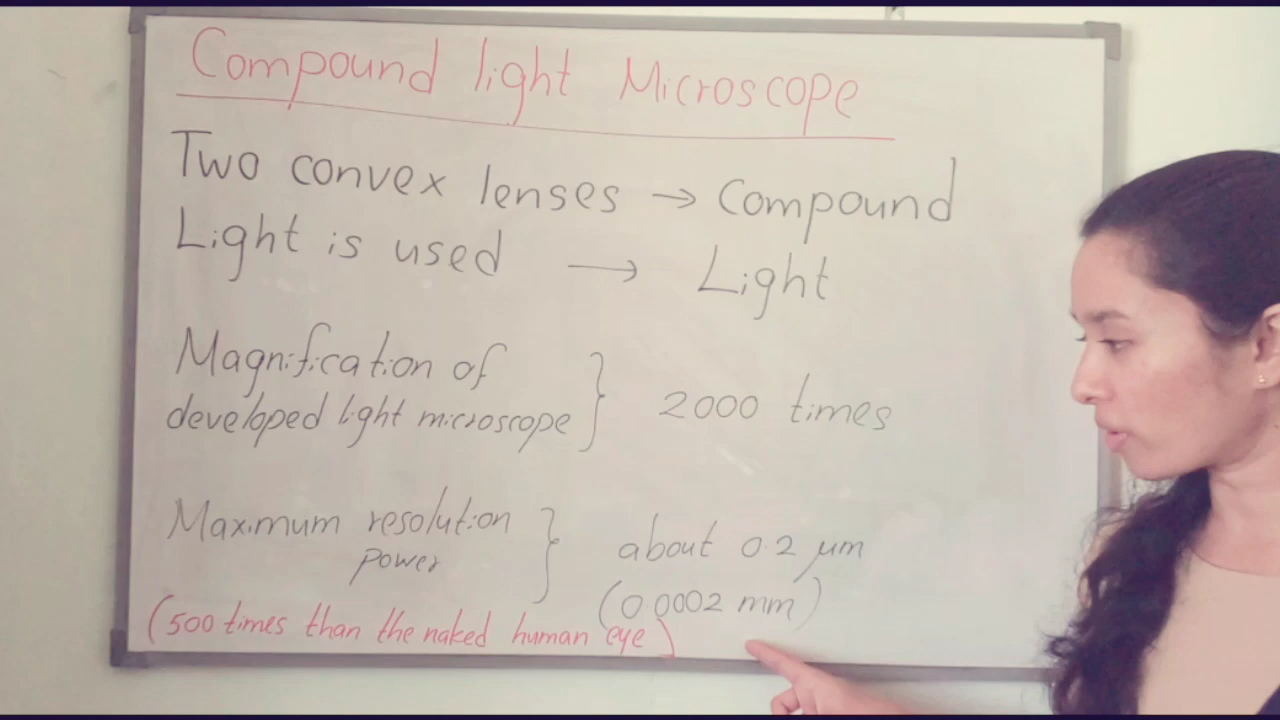 Compound light Microscope
Two convex lenses → Compound
Light is used → Light
Magnification of
developed light microscope } 2000 times
Maximum resolution
power } about 0.2 μm
(0.0002 mm)
(500 times than the naked human eye)